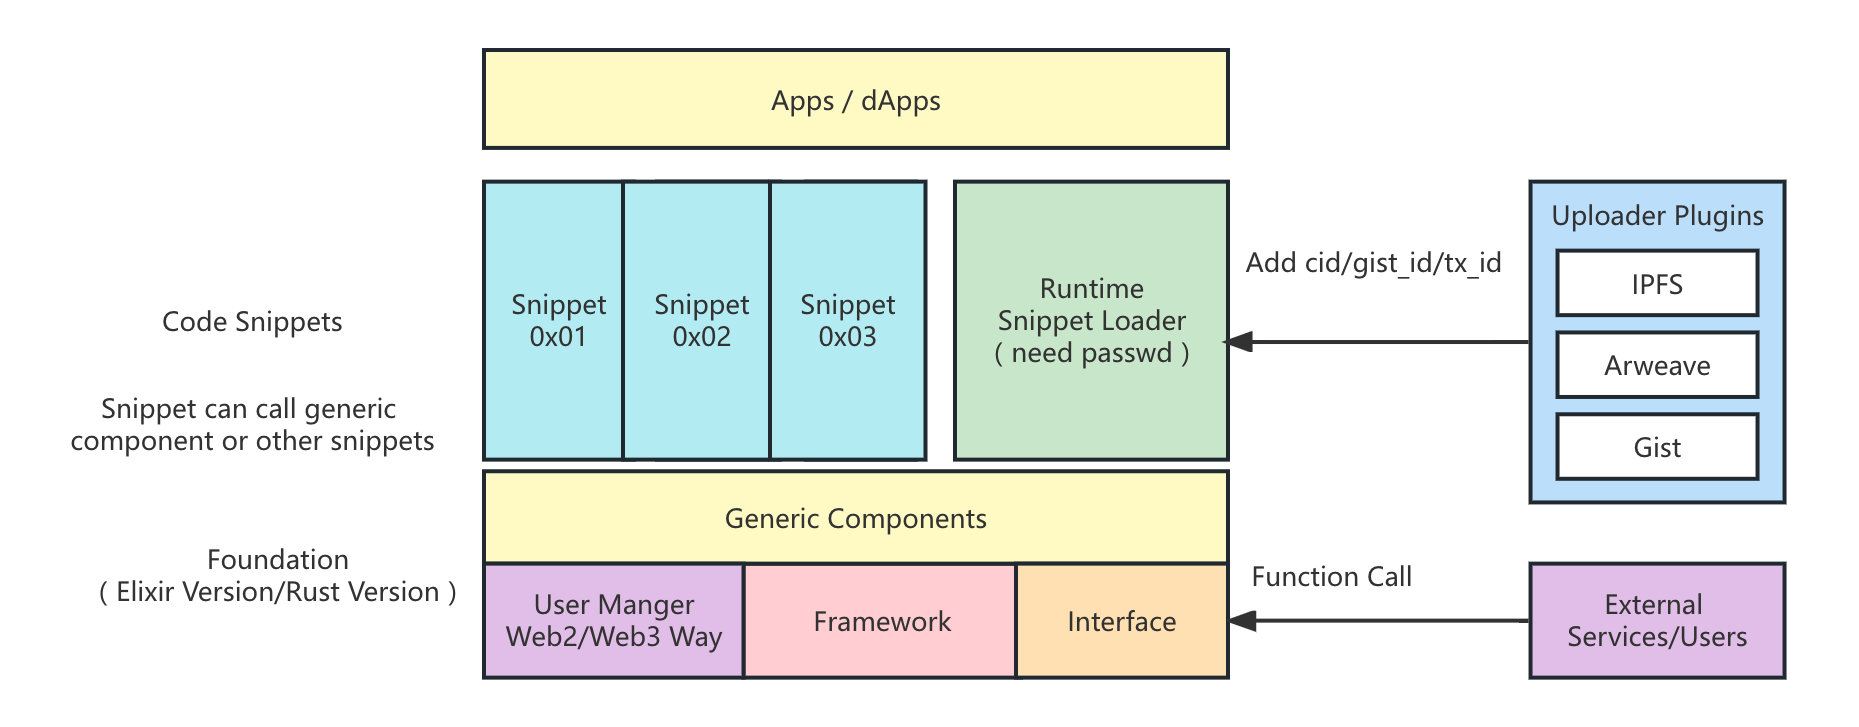 Apps / dApps
Code Snippets
Snippet can call generic
component or other snippets
Snippet
0x01
Snippet
0x02
Snippet
0x03
Runtime
Snippet Loader
( need passwd )
Add cid/gist_id/tx_id
Uploader Plugins
IPFS
Arweave
Gist
Foundation
( Elixir Version/Rust Version )
Generic Components
User Manger
Web2/Web3 Way
Framework
Interface
Function Call
External
Services/Users